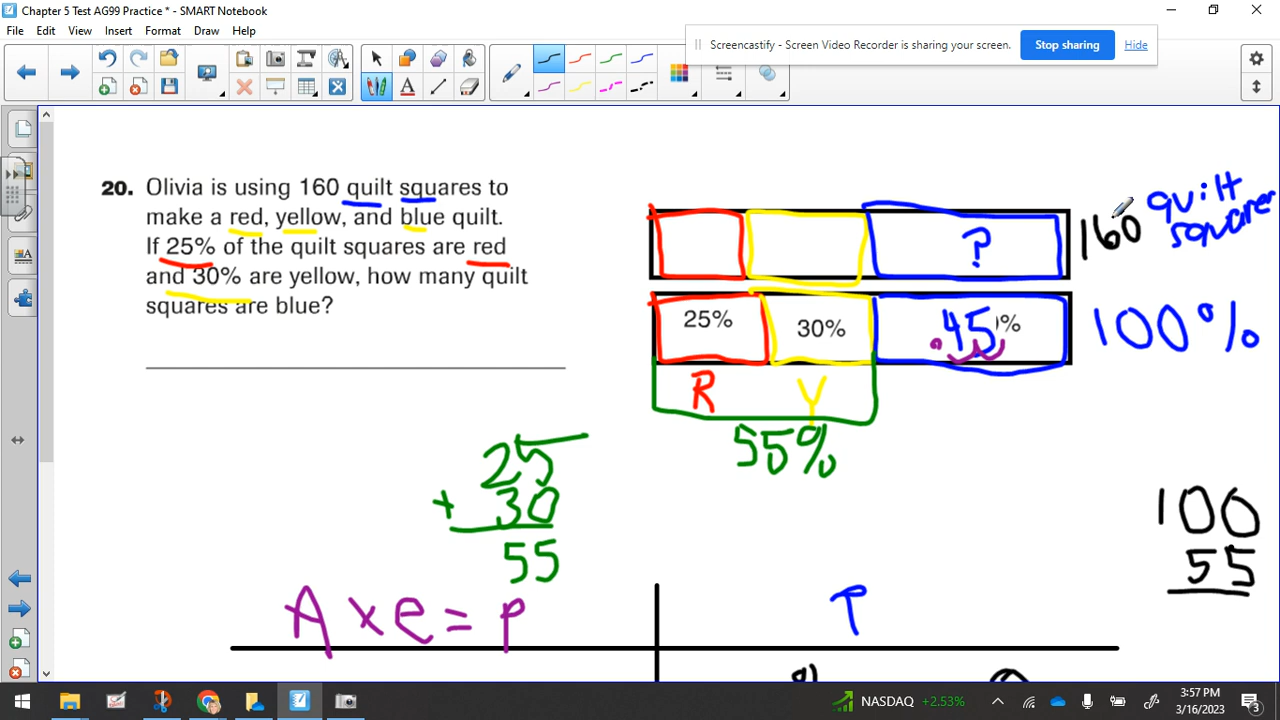 Chapter 5 Test AG99 Practice * - SMART Notebook
File Edit View Insert Format Draw Help
Screencastify - Screen Video Recorder is sharing your screen.
Stop sharing
Hide
20. Olivia is using 160 quilt squares to
make a red, yellow, and blue quilt.
If 25% of the quilt squares are red
and 30% are yellow, how many quilt
squares are blue?
?
160 quilt
squares
25%
30%
.45
%
100%
R
Y
55%
25
+ 30
55
100
55
A x e = P
T
NASDAQ +2.53%
3:57 PM
3/16/2023
3